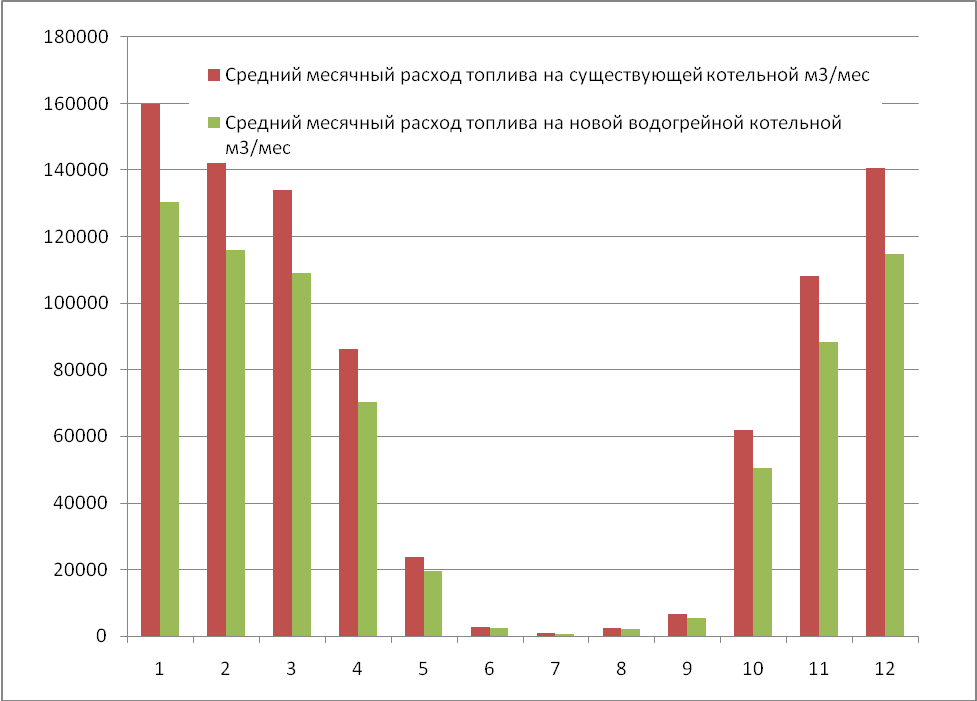 180000
Средний месячный расход топлива на существующей котельной м3/мес
160000
Средний месячный расход топлива на новой водогрейной котельной
м3/мес
140000
120000
100000
80000
60000
40000
20000
0
1 2 3 4 5 6 7 8 9 10 11 12